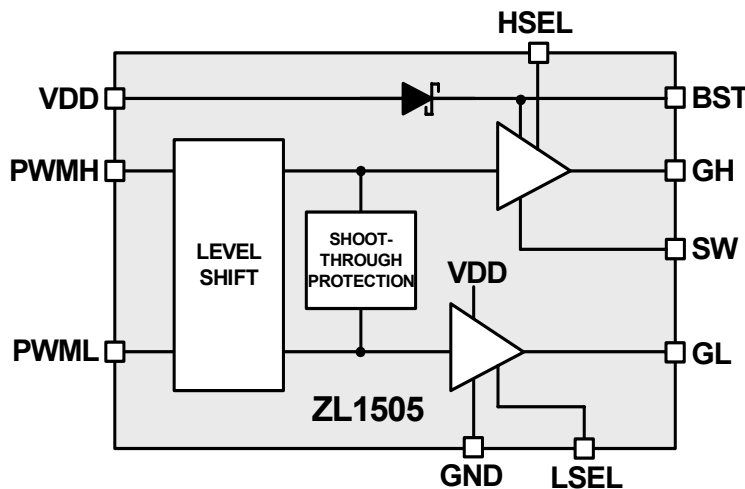 HSEL
VDD
BST
PWMH
GH
LEVEL
SHIFT
SHOOT-
THROUGH
PROTECTION
SW
VDD
PWML
GL
ZL1505
GND
LSEL